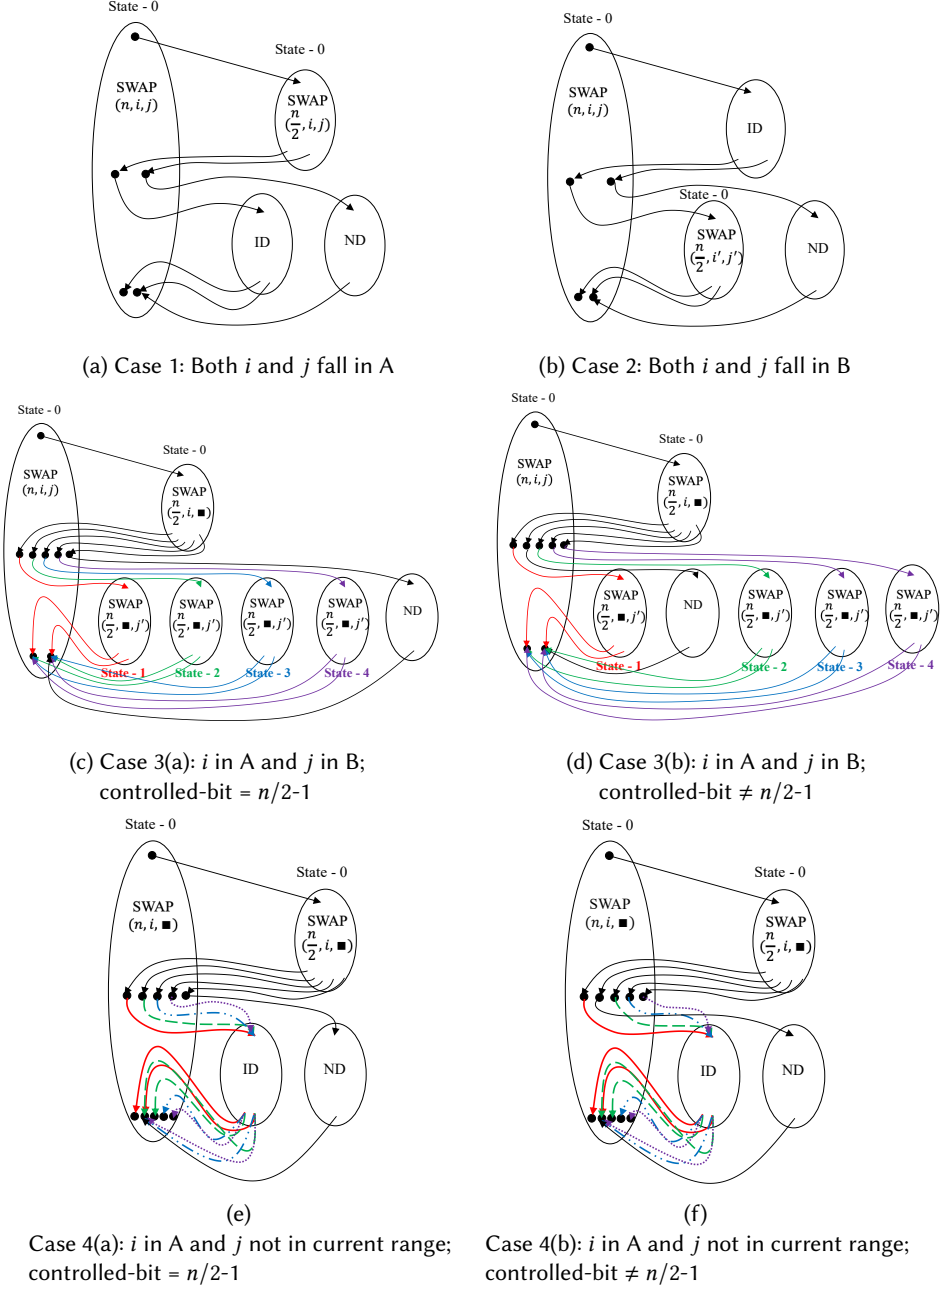 State - 0
State - 0
SWAP
(n, i, j)
SWAP
(n/2, i, j)
ID
ND
(a) Case 1: Both i and j fall in A
State - 0
SWAP
(n, i, j)
ID
State - 0
SWAP
(n/2, i′, j′)
ND
(b) Case 2: Both i and j fall in B
State - 0
State - 0
SWAP
(n, i, j)
SWAP
(n/2, i, ■)
SWAP
(n/2, ■, j′)
SWAP
(n/2, ■, j′)
SWAP
(n/2, ■, j′)
SWAP
(n/2, ■, j′)
ND
State - 1
State - 2
State - 3
State - 4
(c) Case 3(a): i in A and j in B;
controlled-bit = n/2-1
State - 0
State - 0
SWAP
(n, i, j)
SWAP
(n/2, i, ■)
SWAP
(n/2, ■, j′)
ND
SWAP
(n/2, ■, j′)
SWAP
(n/2, ■, j′)
SWAP
(n/2, ■, j′)
State - 1
State - 2
State - 3
State - 4
(d) Case 3(b): i in A and j in B;
controlled-bit ≠ n/2-1
State - 0
State - 0
SWAP
(n, i, ■)
SWAP
(n/2, i, ■)
ID
ND
(e)
Case 4(a): i in A and j not in current range;
controlled-bit = n/2-1
State - 0
State - 0
SWAP
(n, i, ■)
SWAP
(n/2, i, ■)
ID
ND
(f)
Case 4(b): i in A and j not in current range;
controlled-bit ≠ n/2-1